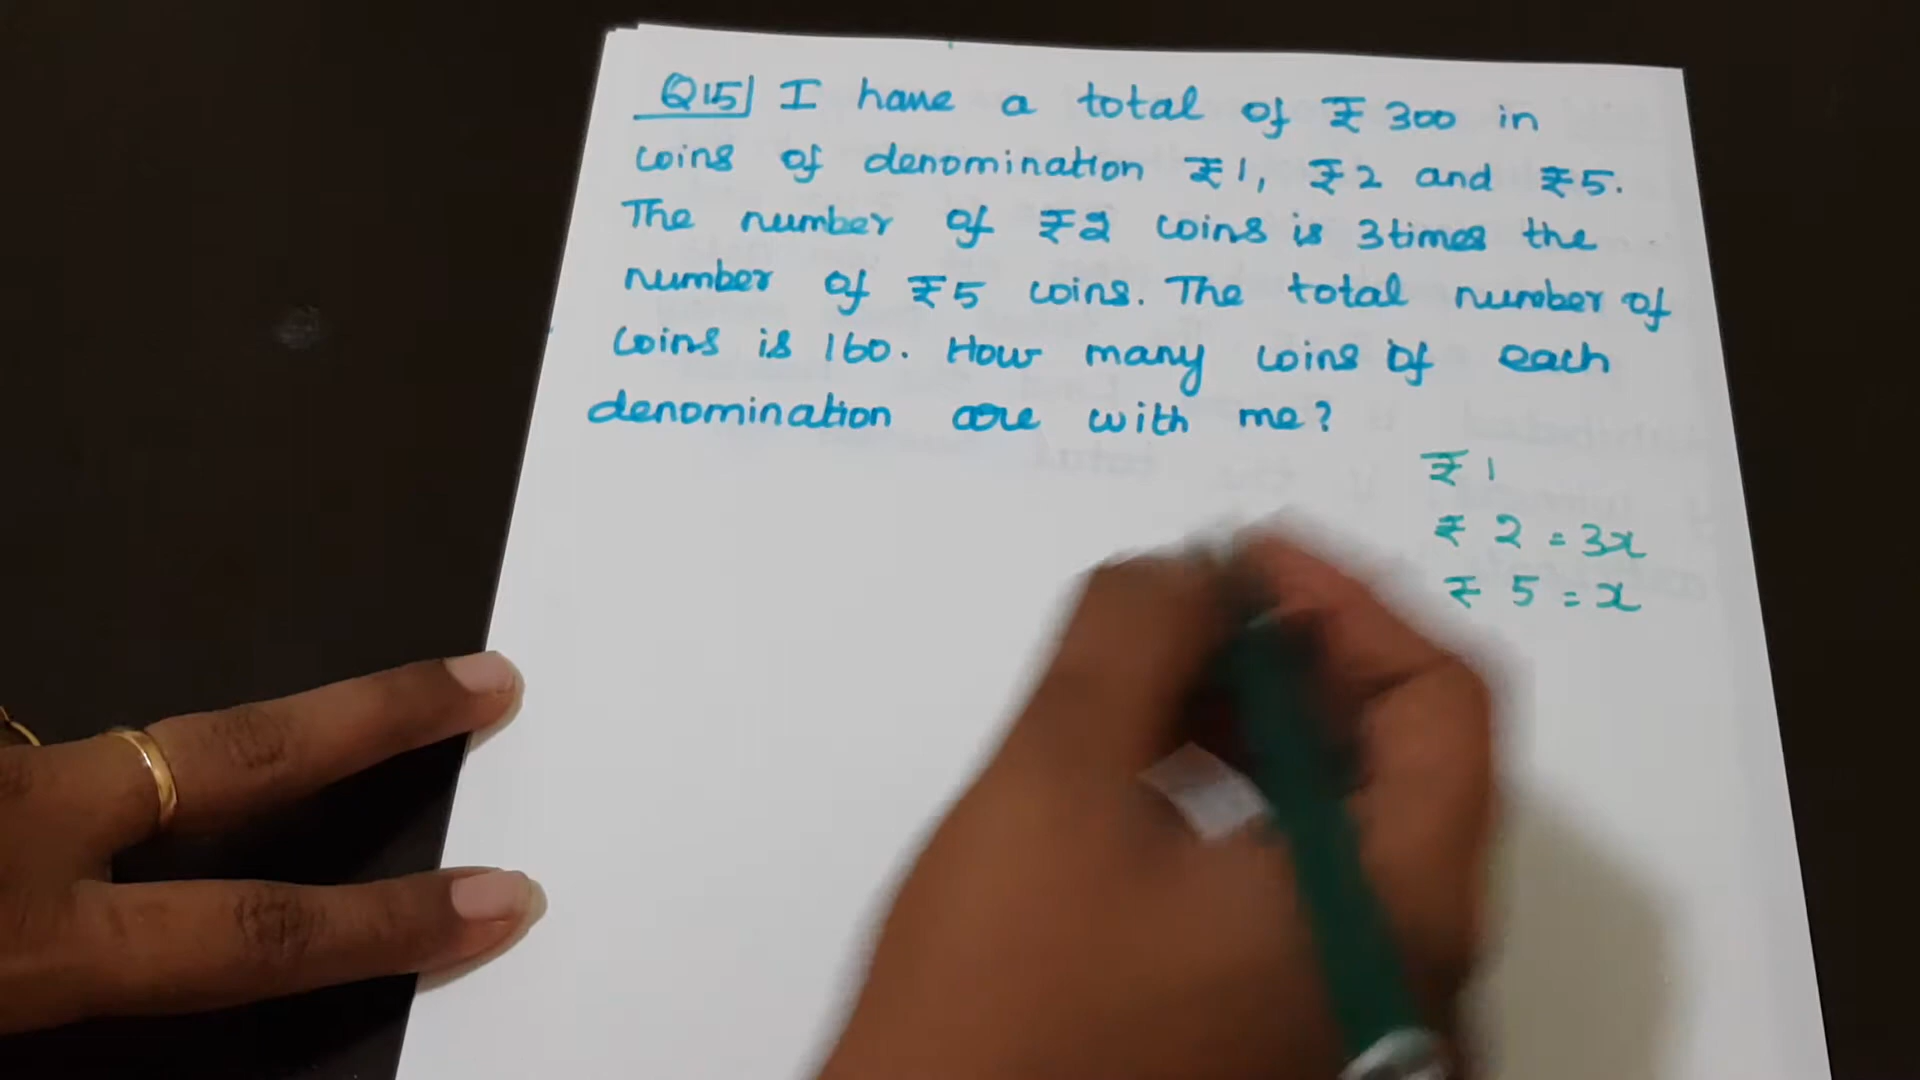 Q15] I have a total of ₹ 300 in
coins of denomination ₹1, ₹2 and ₹5.
The number of ₹2 coins is 3times the
number of ₹5 coins. The total number of
coins is 160. How many coins of each
denomination are with me?
₹ 1
₹ 2 = 3x
₹ 5 = x